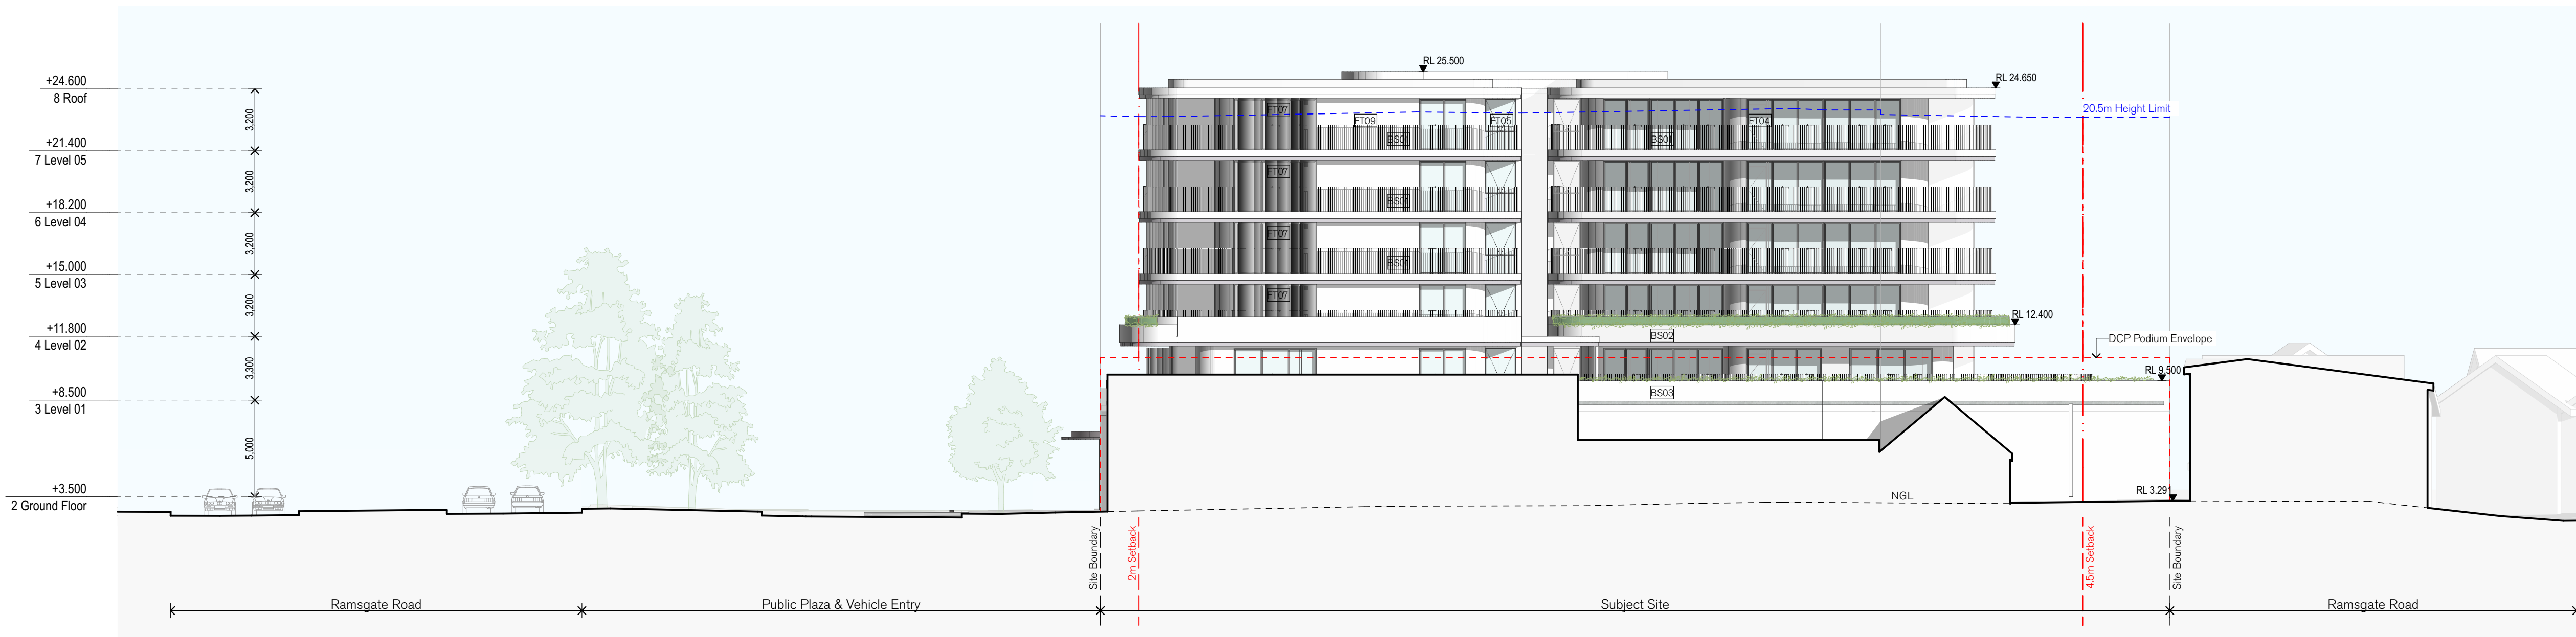 RL 25.500
+24.600
8 Roof
RL 24.650
3,200
FT07
20.5m Height Limit
FT09
FT05
FT04
BS01
BS01
+21.400
7 Level 05
3,200
FT07
BS01
+18.200
6 Level 04
3,200
FT07
BS01
+15.000
5 Level 03
3,200
FT07
RL 12.400
+11.800
4 Level 02
BS02
DCP Podium Envelope
3,300
RL 9.500
BS03
+8.500
3 Level 01
5,000
+3.500
2 Ground Floor
NGL
RL 3.291
Site Boundary
2m Setback
4.5m Setback
Site Boundary
Ramsgate Road
Public Plaza & Vehicle Entry
Subject Site
Ramsgate Road